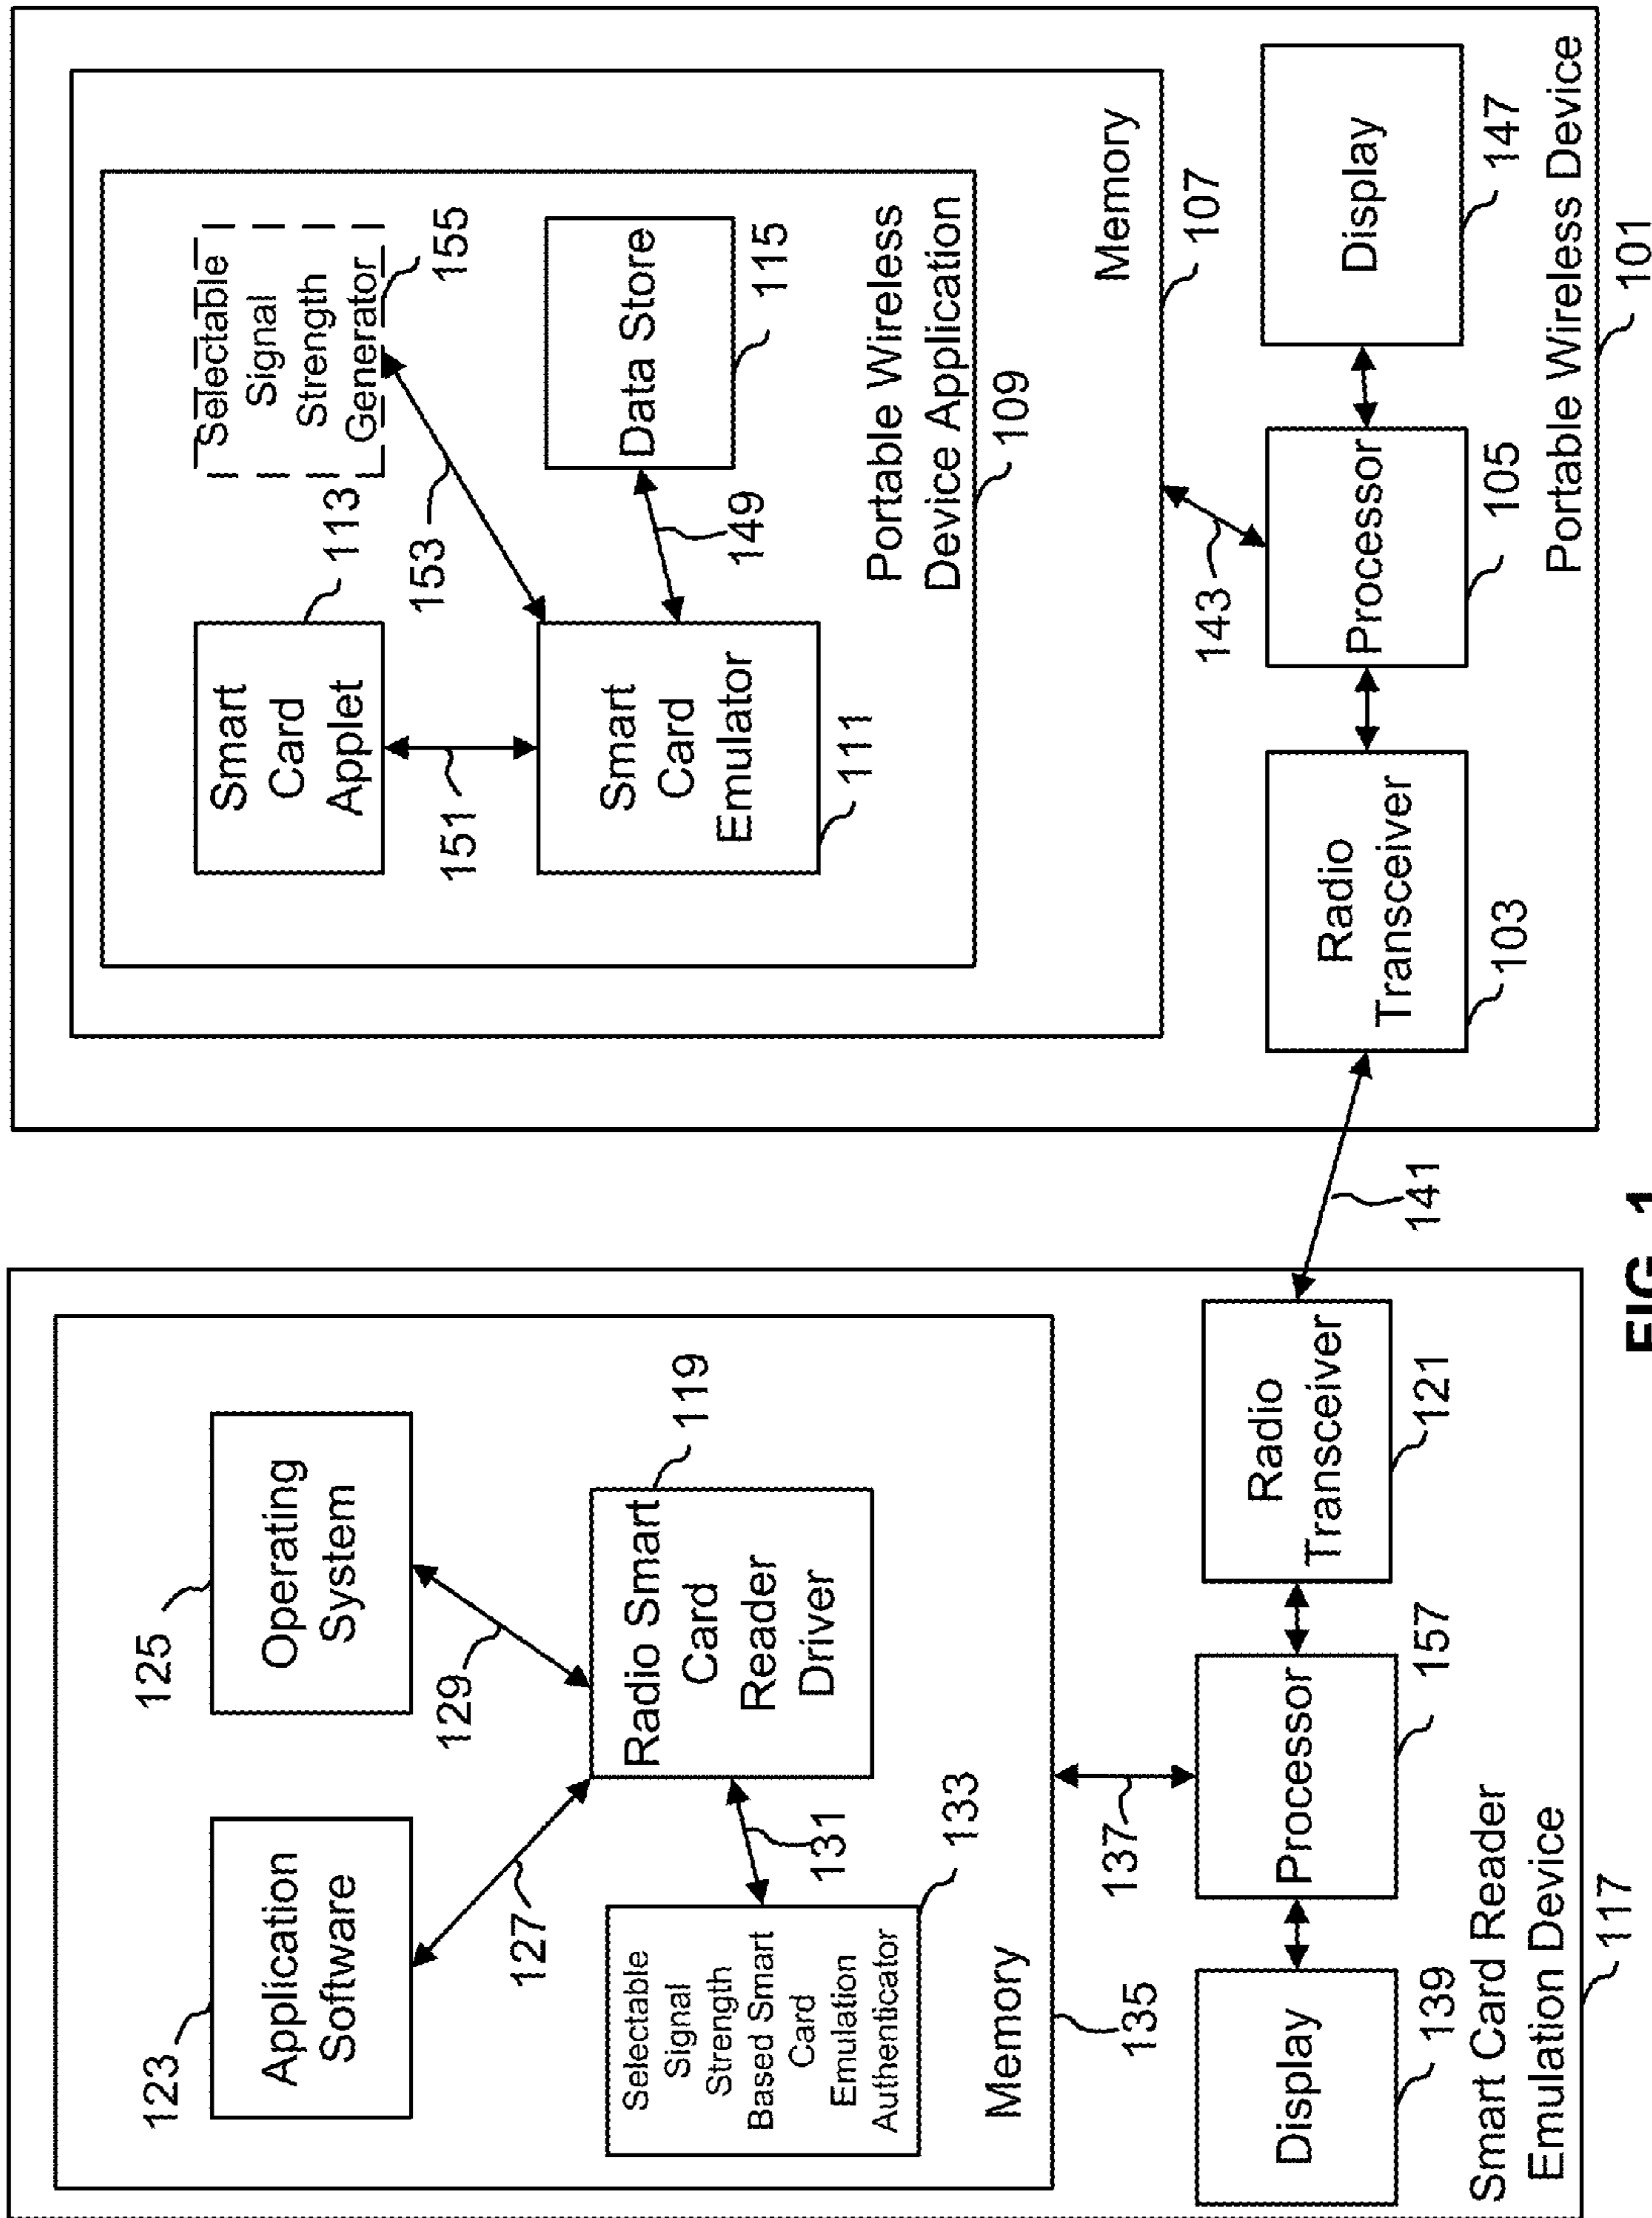 123
Application
Software
125
Operating
System
127
129
Radio Smart
Card
Reader
Driver
119
Selectable
Signal
Strength
Based Smart
Card
Emulation
Authenticator
131
133
Memory
135
137
Display
139
Processor
157
Radio
Transceiver
121
Smart Card Reader
Emulation Device
117
141
Smart
Card
Applet
113
Selectable
Signal
Strength
Generator
155
151
153
Smart
Card
Emulator
111
149
Data Store
115
Portable Wireless
Device Application
109
Memory
107
143
Radio
Transceiver
103
Processor
105
Display
147
Portable Wireless Device
101
FIG. 1